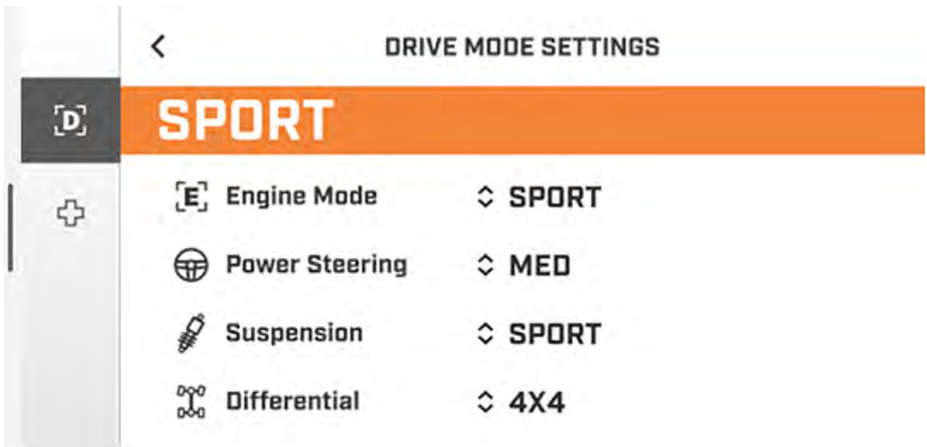 DRIVE MODE SETTINGS
D
SPORT
E Engine Mode SPORT
Power Steering MED
Suspension SPORT
Differential 4X4